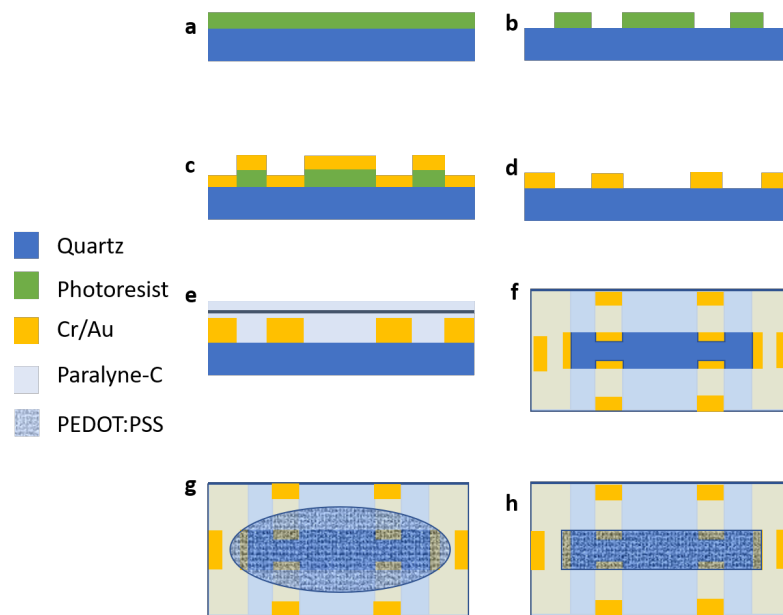 a
b
c
d
Quartz
Photoresist
Cr/Au
Paralyne-C
PEDOT:PSS
e
f
g
h